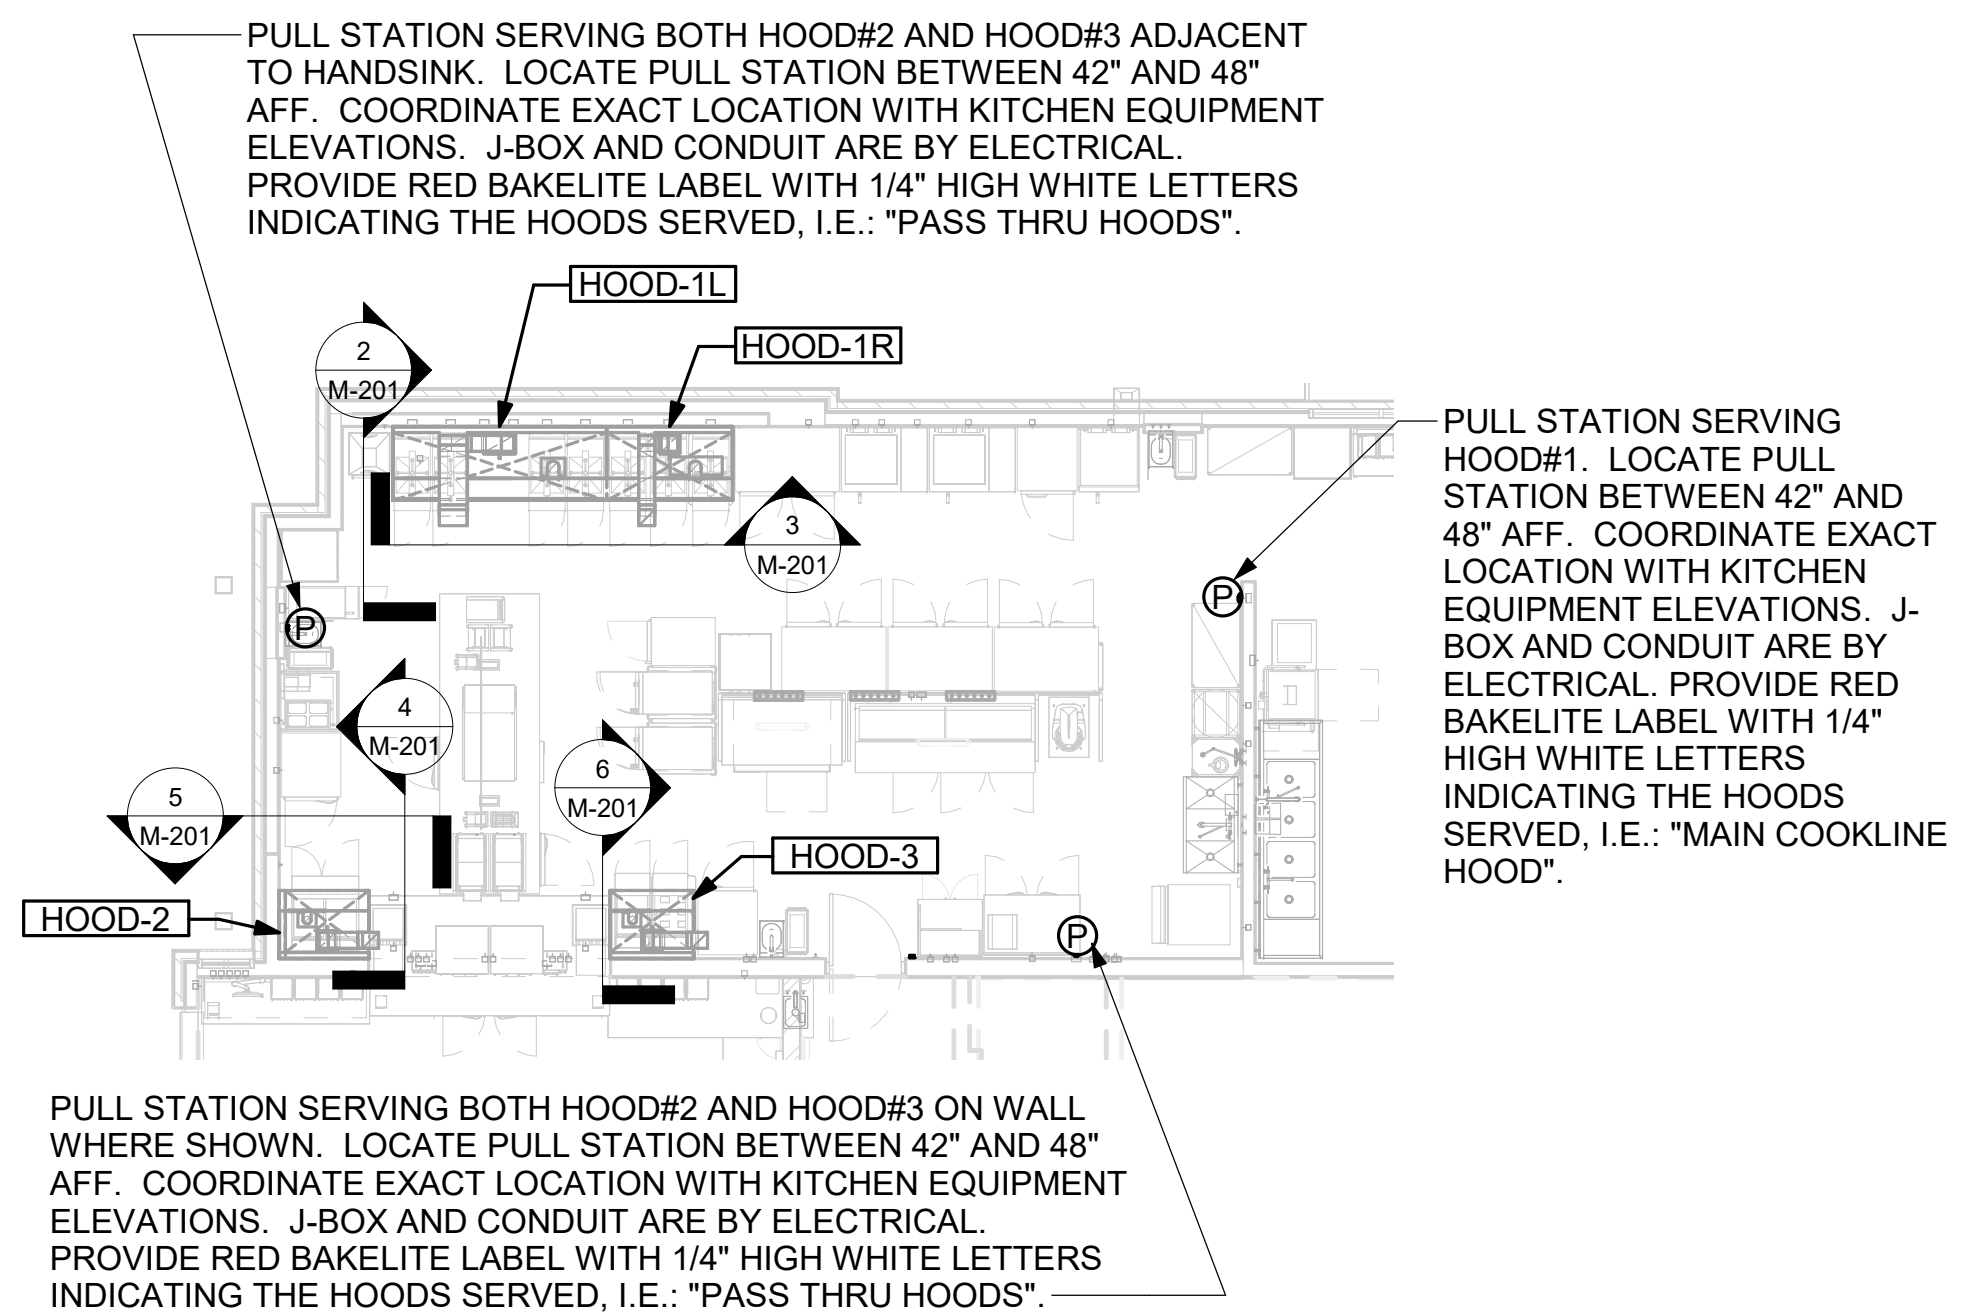 PULL STATION SERVING BOTH HOOD#2 AND HOOD#3 ADJACENT
TO HANDSINK.  LOCATE PULL STATION BETWEEN 42" AND 48"
AFF.  COORDINATE EXACT LOCATION WITH KITCHEN EQUIPMENT
ELEVATIONS.  J-BOX AND CONDUIT ARE BY ELECTRICAL.
PROVIDE RED BAKELITE LABEL WITH 1/4" HIGH WHITE LETTERS
INDICATING THE HOODS SERVED, I.E.: "PASS THRU HOODS".
HOOD-1L
HOOD-1R
2
M-201
3
M-201
PULL STATION SERVING
HOOD#1.  LOCATE PULL
STATION BETWEEN 42" AND
48" AFF.  COORDINATE EXACT
LOCATION WITH KITCHEN
EQUIPMENT ELEVATIONS.  J-
BOX AND CONDUIT ARE BY
ELECTRICAL. PROVIDE RED
BAKELITE LABEL WITH 1/4"
HIGH WHITE LETTERS
INDICATING THE HOODS
SERVED, I.E.: "MAIN COOKLINE
HOOD".
P
P
4
M-201
5
M-201
6
M-201
HOOD-3
HOOD-2
P
PULL STATION SERVING BOTH HOOD#2 AND HOOD#3 ON WALL
WHERE SHOWN.  LOCATE PULL STATION BETWEEN 42" AND 48"
AFF.  COORDINATE EXACT LOCATION WITH KITCHEN EQUIPMENT
ELEVATIONS.  J-BOX AND CONDUIT ARE BY ELECTRICAL.
PROVIDE RED BAKELITE LABEL WITH 1/4" HIGH WHITE LETTERS
INDICATING THE HOODS SERVED, I.E.: "PASS THRU HOODS".